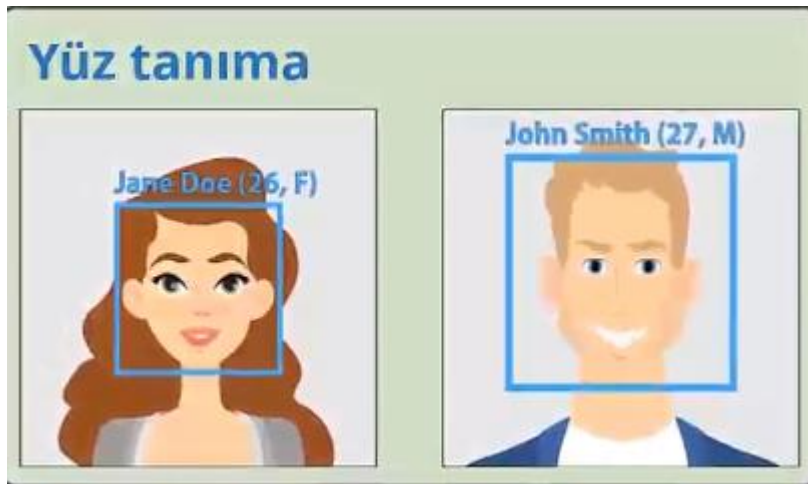 Yüz tanıma
Jane Doe (26, F)
John Smith (27, M)